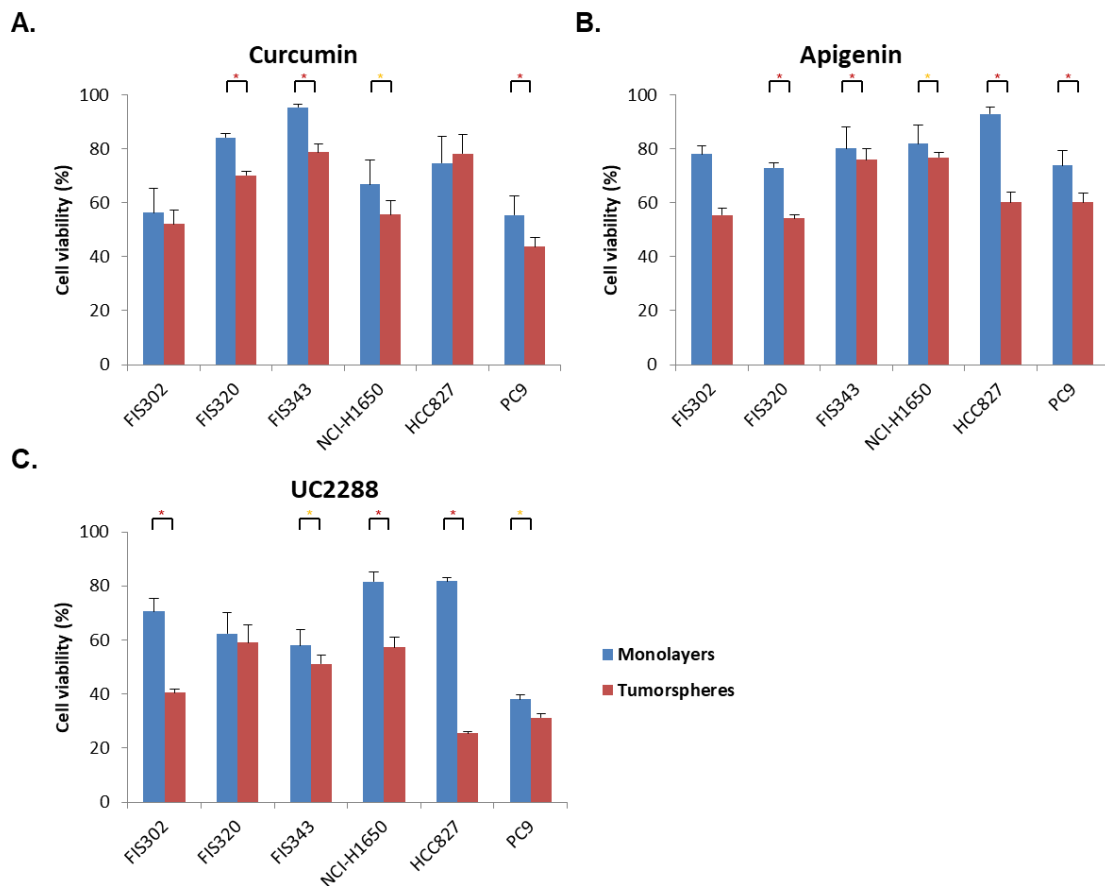 A.
Curcumin
* * * *
Cell viability (%)
100
80
60
40
20
0
FIS302
FIS320
FIS343
NCI-H1650
HCC827
PC9
B.
Apigenin
* * * * *
Cell viability (%)
100
80
60
40
20
0
FIS302
FIS320
FIS343
NCI-H1650
HCC827
PC9
C.
UC2288
* * * * *
Cell viability (%)
100
80
60
40
20
0
FIS302
FIS320
FIS343
NCI-H1650
HCC827
PC9
Monolayers
Tumorspheres